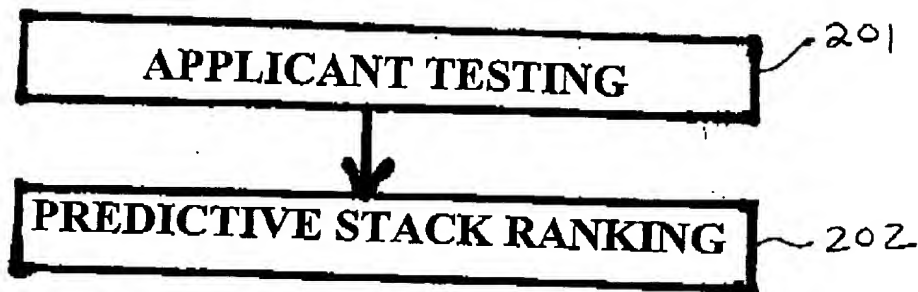 201
APPLICANT TESTING
PREDICTIVE STACK RANKING
202